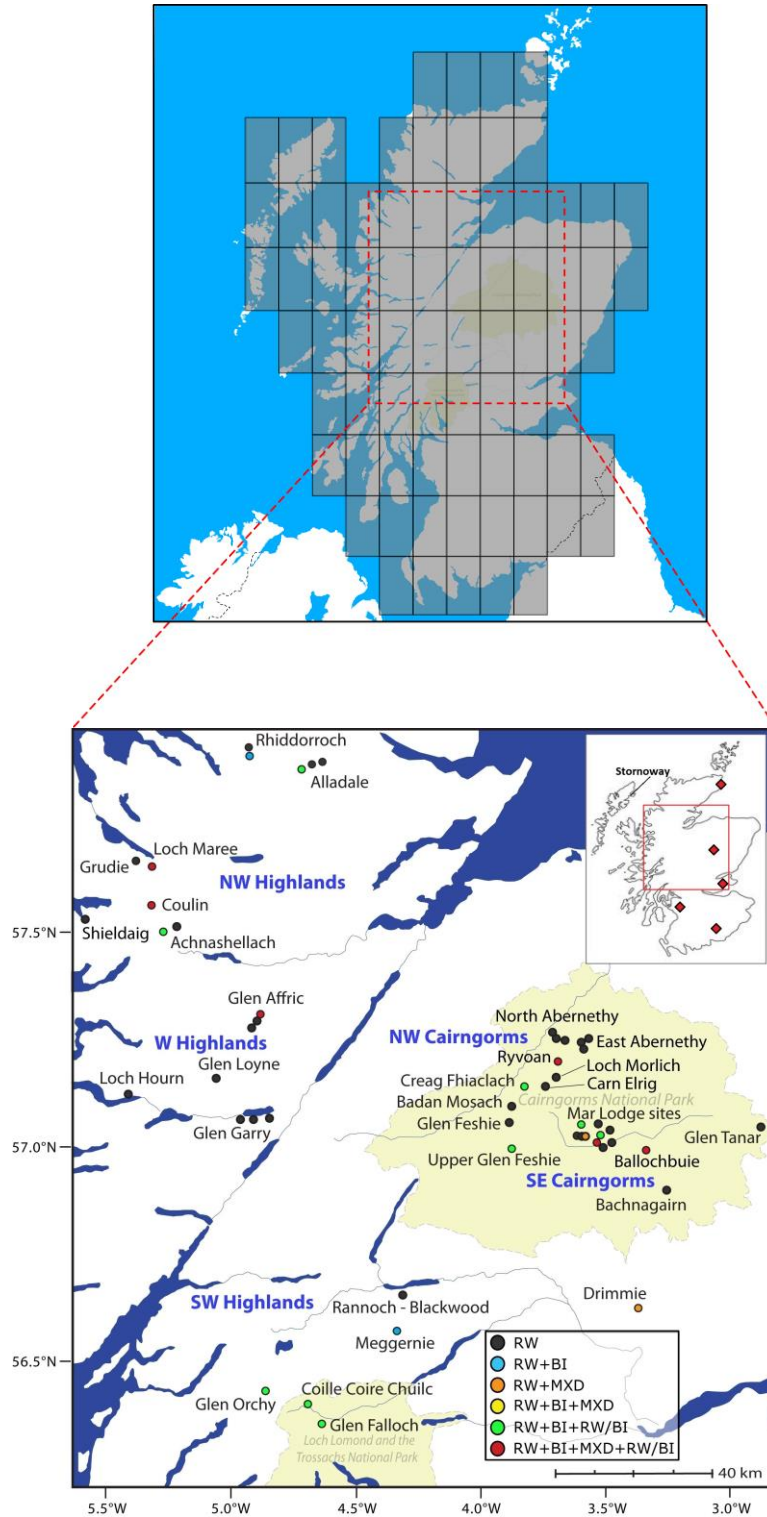 Stornoway
Rhiddorroch
Alladale
Loch Maree
Grudie
NW Highlands
Coulin
Shieldaig
Achnashellach
57.5°N
Glen Affric
W Highlands
Glen Loyne
Loch Hourn
Glen Garry
North Abernethy
NW Cairngorms
East Abernethy
Ryvoan
Loch Morlich
Creag Fhiaclach
Carn Elrig
Badan Mosach
Cairngorms National Park
Mar Lodge sites
Glen Feshie
Glen Tanar
57.0°N
Upper Glen Feshie
Ballochbuie
SE Cairngorms
Bachnagairn
SW Highlands
Rannoch - Blackwood
Drimmie
Meggernie
56.5°N
Glen Orchy
Coille Coire Chuilc
Glen Falloch
Loch Lomond and the
Trossachs National Park
RW
RW+BI
RW+MXD
RW+BI+MXD
RW+BI+RW/BI
RW+BI+MXD+RW/BI
40 km
5.5°W
5.0°W
4.5°W
4.0°W
3.5°W
3.0°W